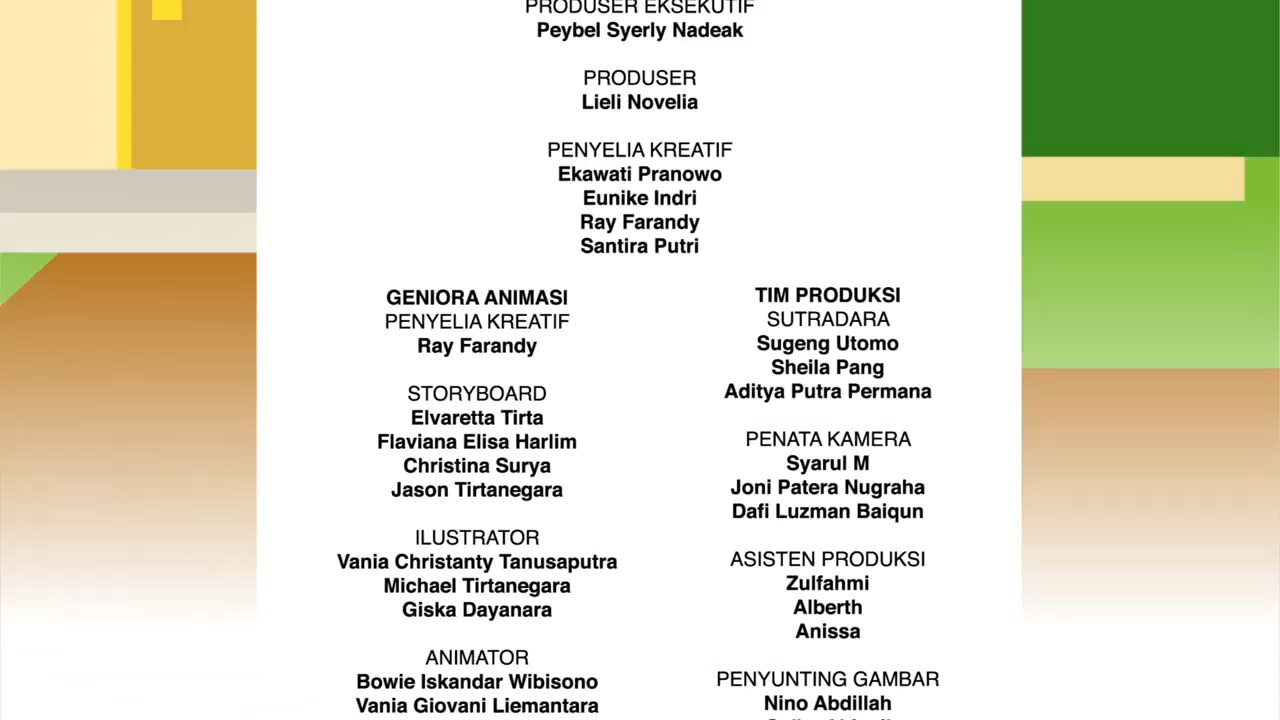 PRODUSER EKSEKUTIF
Peybel Syerly Nadeak
PRODUSER
Lieli Novelia
PENYELIA KREATIF
Ekawati Pranowo
Eunike Indri
Ray Farandy
Santira Putri
GENIORA ANIMASI
PENYELIA KREATIF
Ray Farandy
STORYBOARD
Elvaretta Tirta
Flaviana Elisa Harlim
Christina Surya
Jason Tirtanegara
ILUSTRATOR
Vania Christanty Tanusaputra
Michael Tirtanegara
Giska Dayanara
ANIMATOR
Bowie Iskandar Wibisono
Vania Giovani Liemantara
TIM PRODUKSI
SUTRADARA
Sugeng Utomo
Sheila Pang
Aditya Putra Permana
PENATA KAMERA
Syarul M
Joni Patera Nugraha
Dafi Luzman Baiqun
ASISTEN PRODUKSI
Zulfahmi
Alberth
Anissa
PENYUNTING GAMBAR
Nino Abdillah